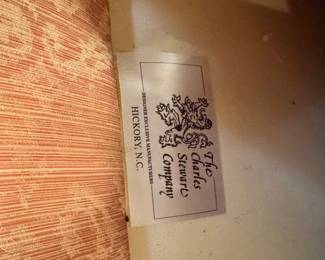 The
Charles
Stewart
Company
DESIGNER EXCLUSIVE MANUFACTURERS
HICKORY, N.C.